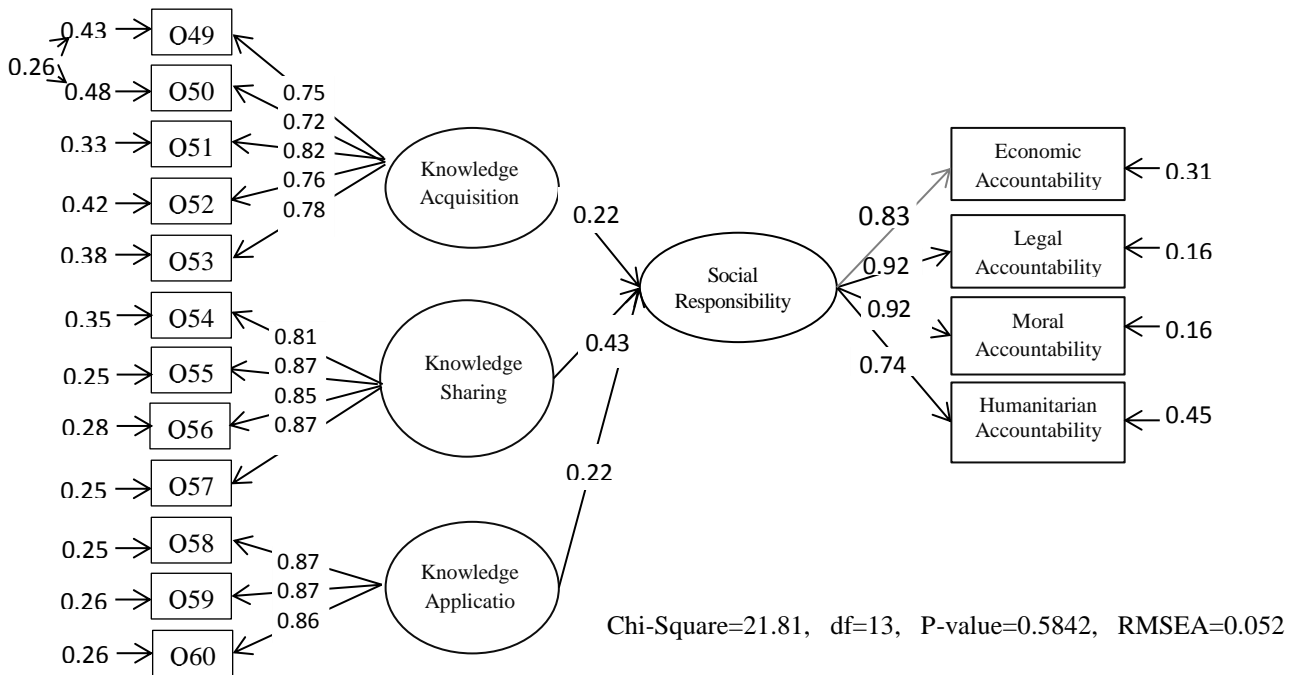 0.43
O49
0.26
0.48
O50
0.33
O51
0.42
O52
0.38
O53
0.35
O54
0.25
O55
0.28
O56
0.25
O57
0.25
O58
0.26
O59
0.26
O60
0.75
0.72
0.82
0.76
0.78
0.81
0.87
0.85
0.87
0.87
0.87
0.86
Knowledge
Acquisition
Knowledge
Sharing
Knowledge
Applicatio
0.22
0.43
0.22
Social
Responsibility
0.83
0.92
0.92
0.74
Economic
Accountability
0.31
Legal
Accountability
0.16
Moral
Accountability
0.16
Humanitarian
Accountability
0.45
Chi-Square=21.81, df=13, P-value=0.5842, RMSEA=0.052